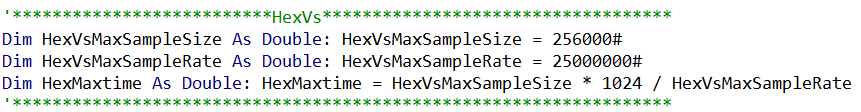 '**************************HexVs***********************************
Dim HexVsMaxSampleSize As Double: HexVsMaxSampleSize = 256000#
Dim HexVsMaxSampleRate As Double: HexVsMaxSampleRate = 25000000#
Dim HexMaxtime As Double: HexMaxtime = HexVsMaxSampleSize * 1024 / HexVsMaxSampleRate
'******************************************************************